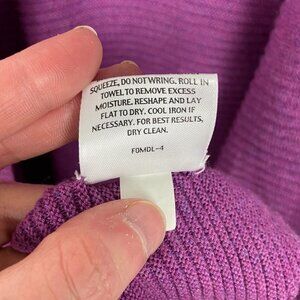 SQUEEZE, DO NOT WRING. ROLL IN
TOWEL TO REMOVE EXCESS
MOISTURE. RESHAPE AND LAY
FLAT TO DRY. COOL IRON IF
NECESSARY. FOR BEST RESULTS,
DRY CLEAN.
F0MDL-4